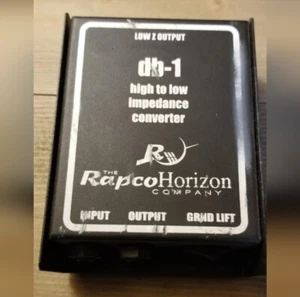 LOW Z OUTPUT
db-1
high to low
impedance
converter
R
THE
RapcoHorizon
COMPANY
INPUT OUTPUT GRND LIFT